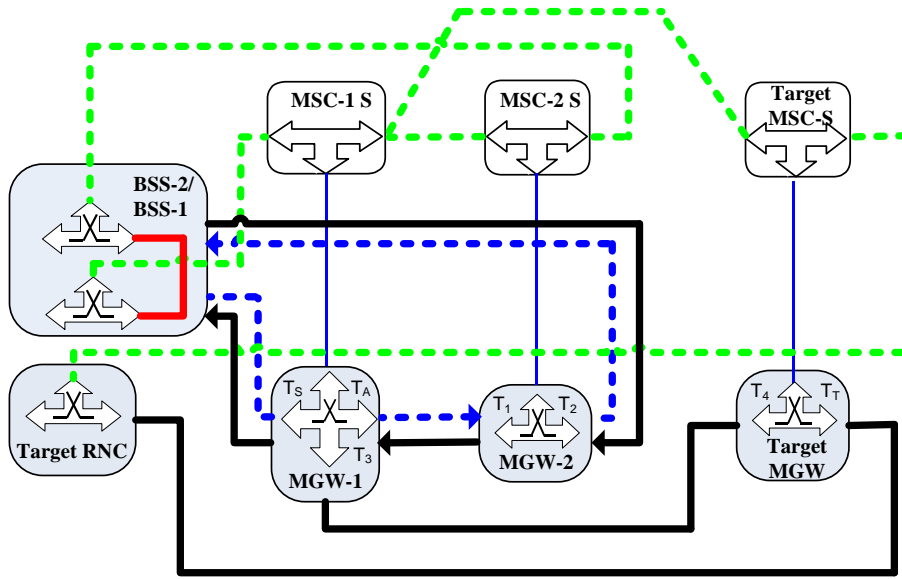 MSC-1 S
MSC-2 S
Target
MSC-S
BSS-2/
BSS-1
TS
TA
T3
MGW-1
T1
T2
MGW-2
T4
TT
Target
MGW
Target RNC